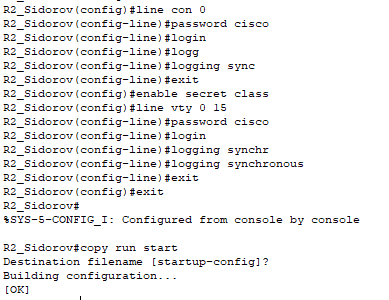 R2_Sidorov(config)#line con 0
R2_Sidorov(config-line)#password cisco
R2_Sidorov(config-line)#login
R2_Sidorov(config-line)#logg
R2_Sidorov(config-line)#logging sync
R2_Sidorov(config-line)#exit
R2_Sidorov(config)#enable secret class
R2_Sidorov(config)#line vty 0 15
R2_Sidorov(config-line)#password cisco
R2_Sidorov(config-line)#login
R2_Sidorov(config-line)#logging synchr
R2_Sidorov(config-line)#logging synchronous
R2_Sidorov(config-line)#exit
R2_Sidorov(config)#exit
R2_Sidorov#
%SYS-5-CONFIG_I: Configured from console by console
R2_Sidorov#copy run start
Destination filename [startup-config]?
Building configuration...
[OK]